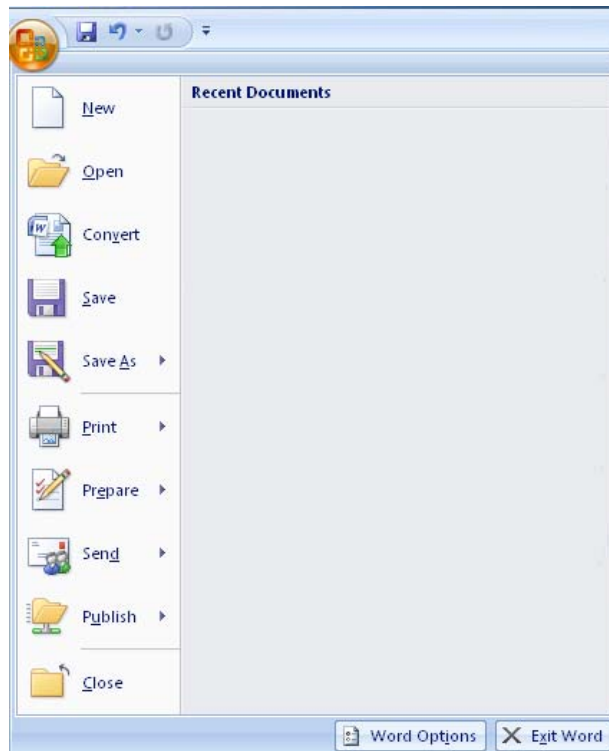 Recent Documents
New
Open
Convert
Save
Save As
Print
Prepare
Send
Publish
Close
Word Options
Exit Word